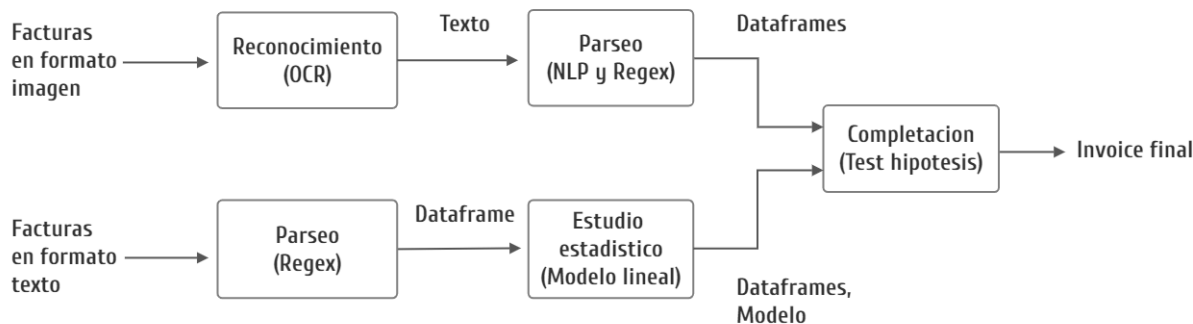 Facturas
en formato
imagen
Reconocimiento
(OCR)
Texto
Parseo
(NLP y Regex)
Dataframes
Completacion
(Test hipotesis)
Invoice final
Facturas
en formato
texto
Parseo
(Regex)
Dataframe
Estudio
estadistico
(Modelo lineal)
Dataframes,
Modelo